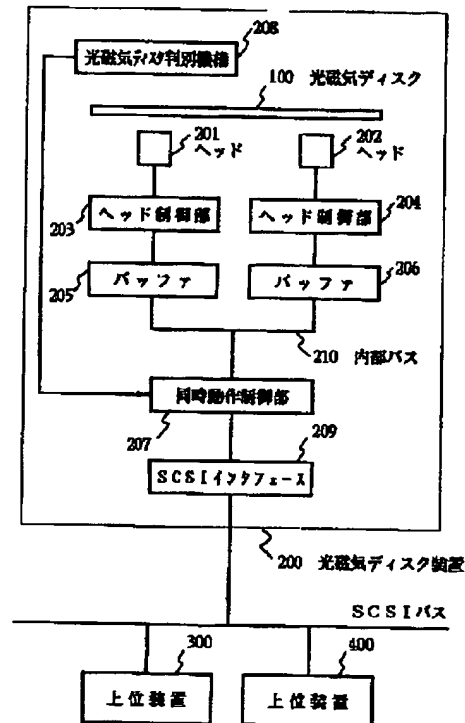 208
光磁気ディスク判別機構
100 光磁気ディスク
201
ヘッド
202
ヘッド
203
ヘッド制御部
ヘッド制御部
204
205
バッファ
バッファ
206
210 内部バス
同時動作制御部
207
209
SCSIインタフェース
200 光磁気ディスク装置
SCSIバス
300
400
上位装置
上位装置